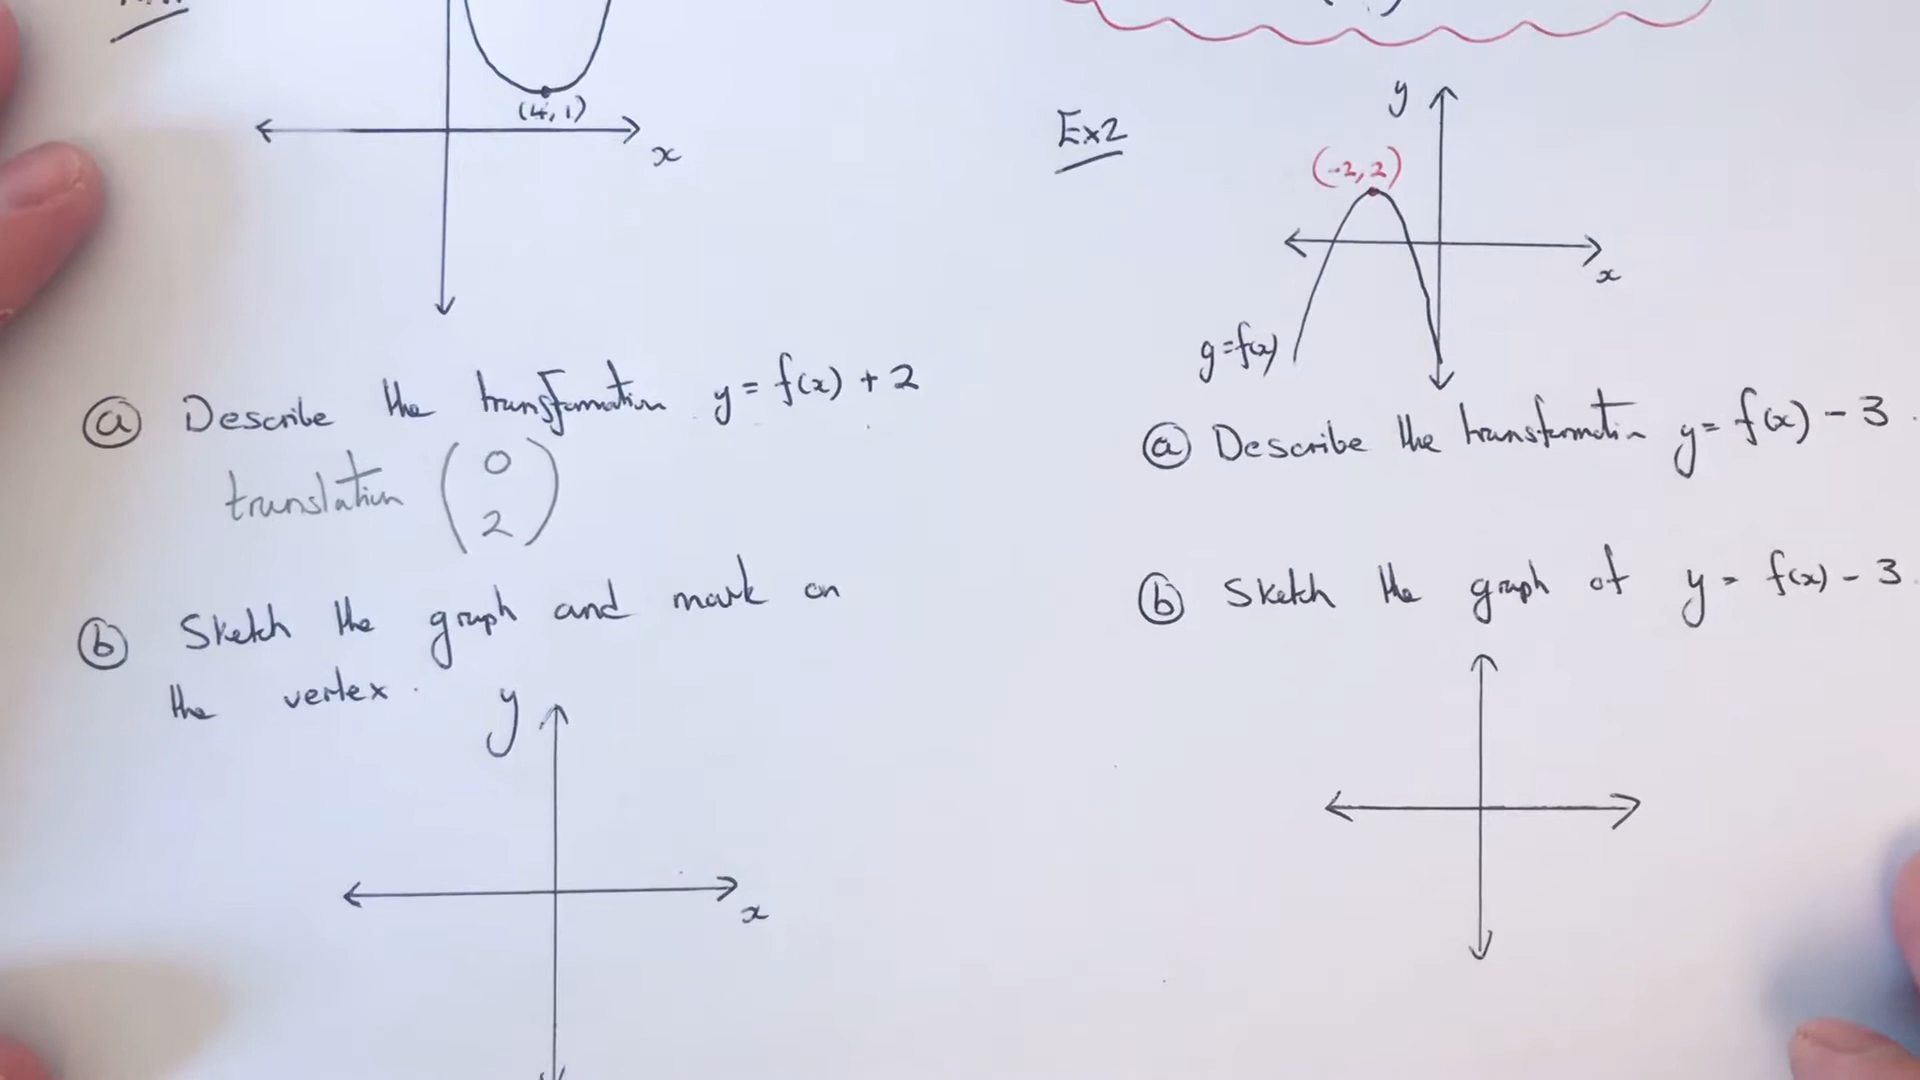 (4, 1)
x
ⓐ Describe the transformation y = f(x) + 2
translation ( 0
2 )
ⓑ Sketch the graph and mark on
the vertex.
y
x
Ex2
y
(-2, 2)
x
y = f(x)
ⓐ Describe the transformation y = f(x) - 3
ⓑ Sketch the graph of y = f(x) - 3